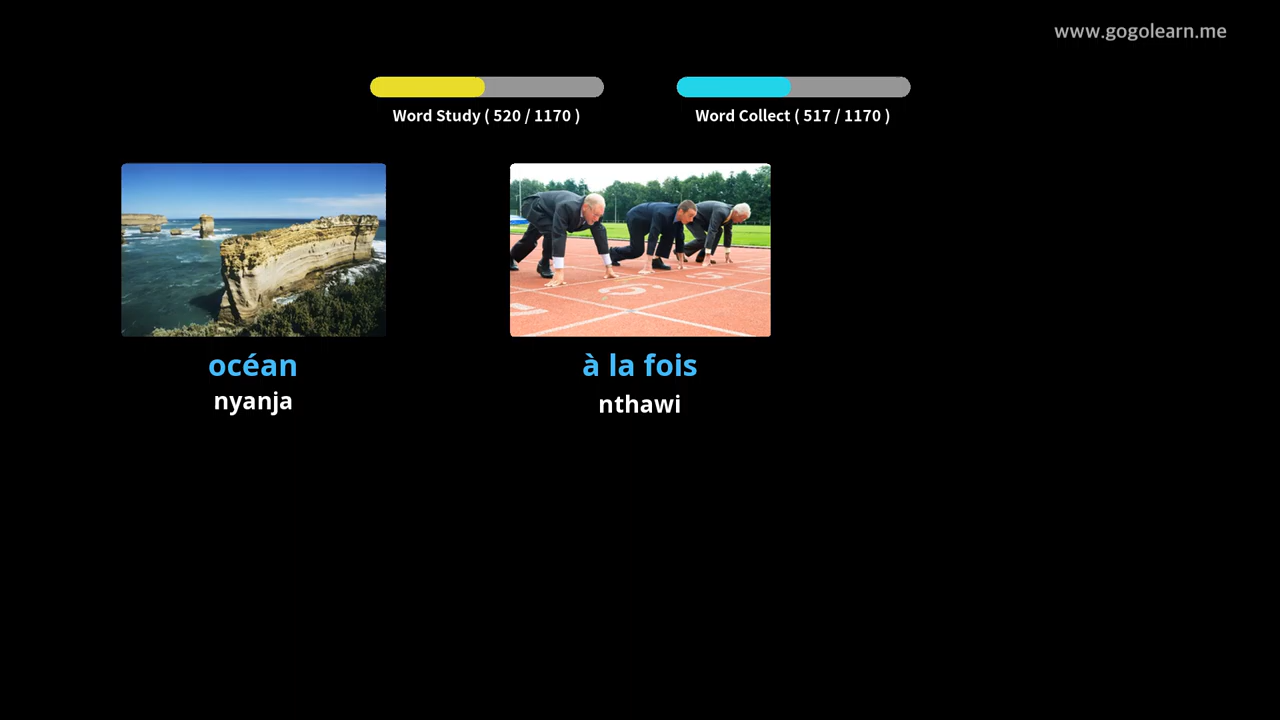 www.gogolearn.me
Word Study ( 520 / 1170 )
Word Collect ( 517 / 1170 )
océan
nyanja
à la fois
nthawi